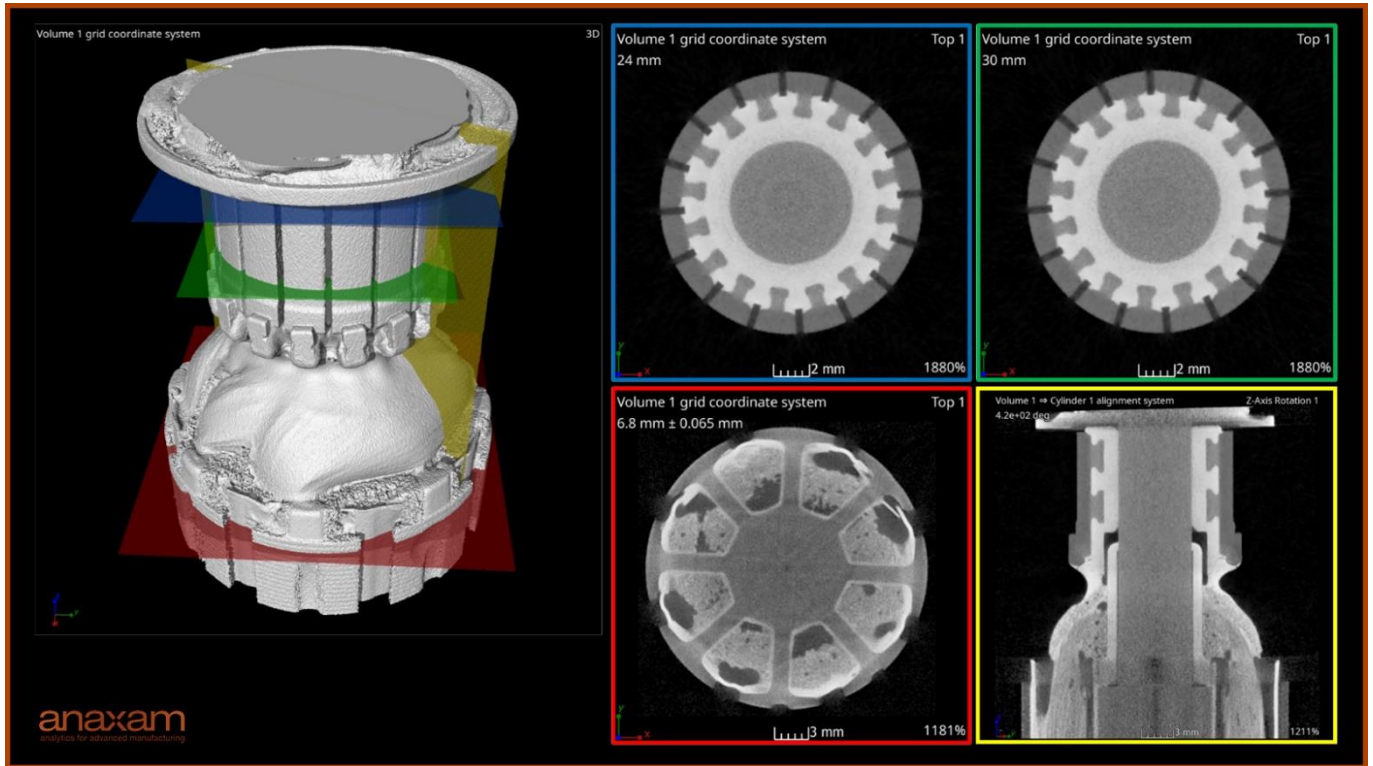 Volume 1 grid coordinate system
3D
anaxam
analytics for advanced manufacturing
Volume 1 grid coordinate system
Top 1
24 mm
y
x
2 mm
1880%
Volume 1 grid coordinate system
Top 1
30 mm
y
x
2 mm
1880%
Volume 1 grid coordinate system
Top 1
6.8 mm ± 0.065 mm
y
x
3 mm
1181%
Volume 1 ⇒ Cylinder 1 alignment system
Z-Axis Rotation 1
4.2e+02 deg
3 mm
1211%